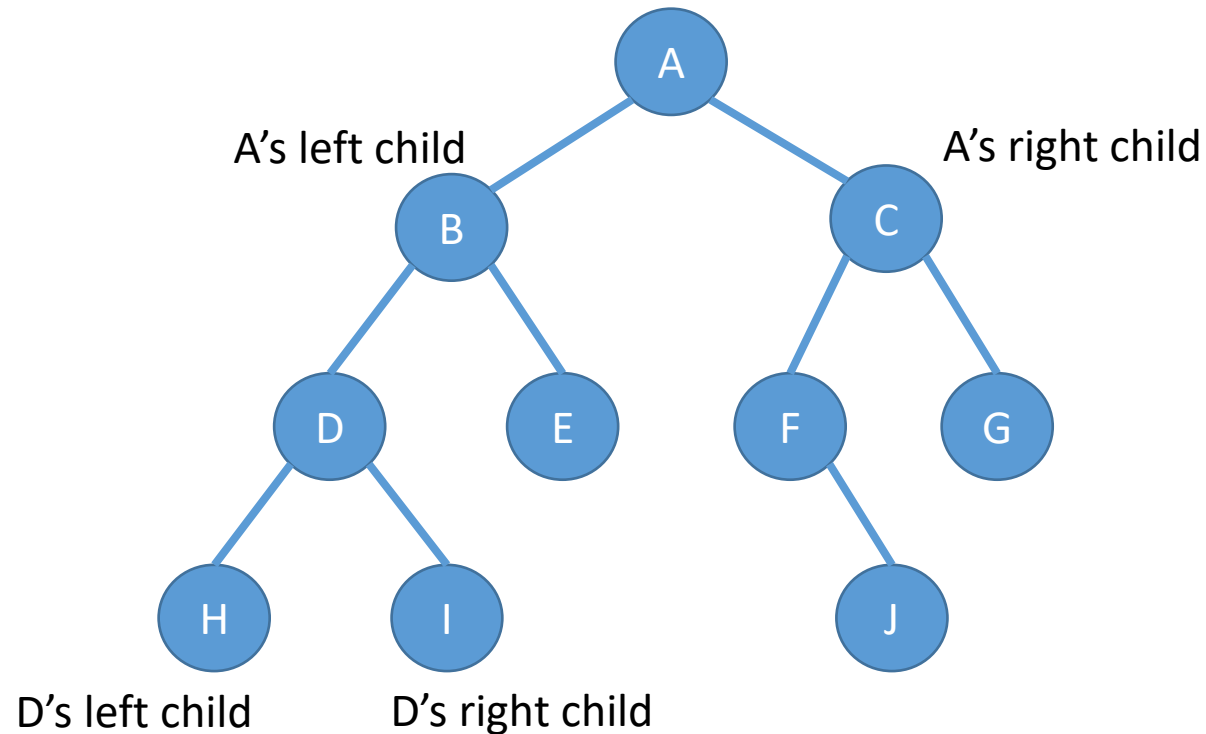 A
A’s left child
A’s right child
B
C
D
E
F
G
H
I
J
D’s left child
D’s right child